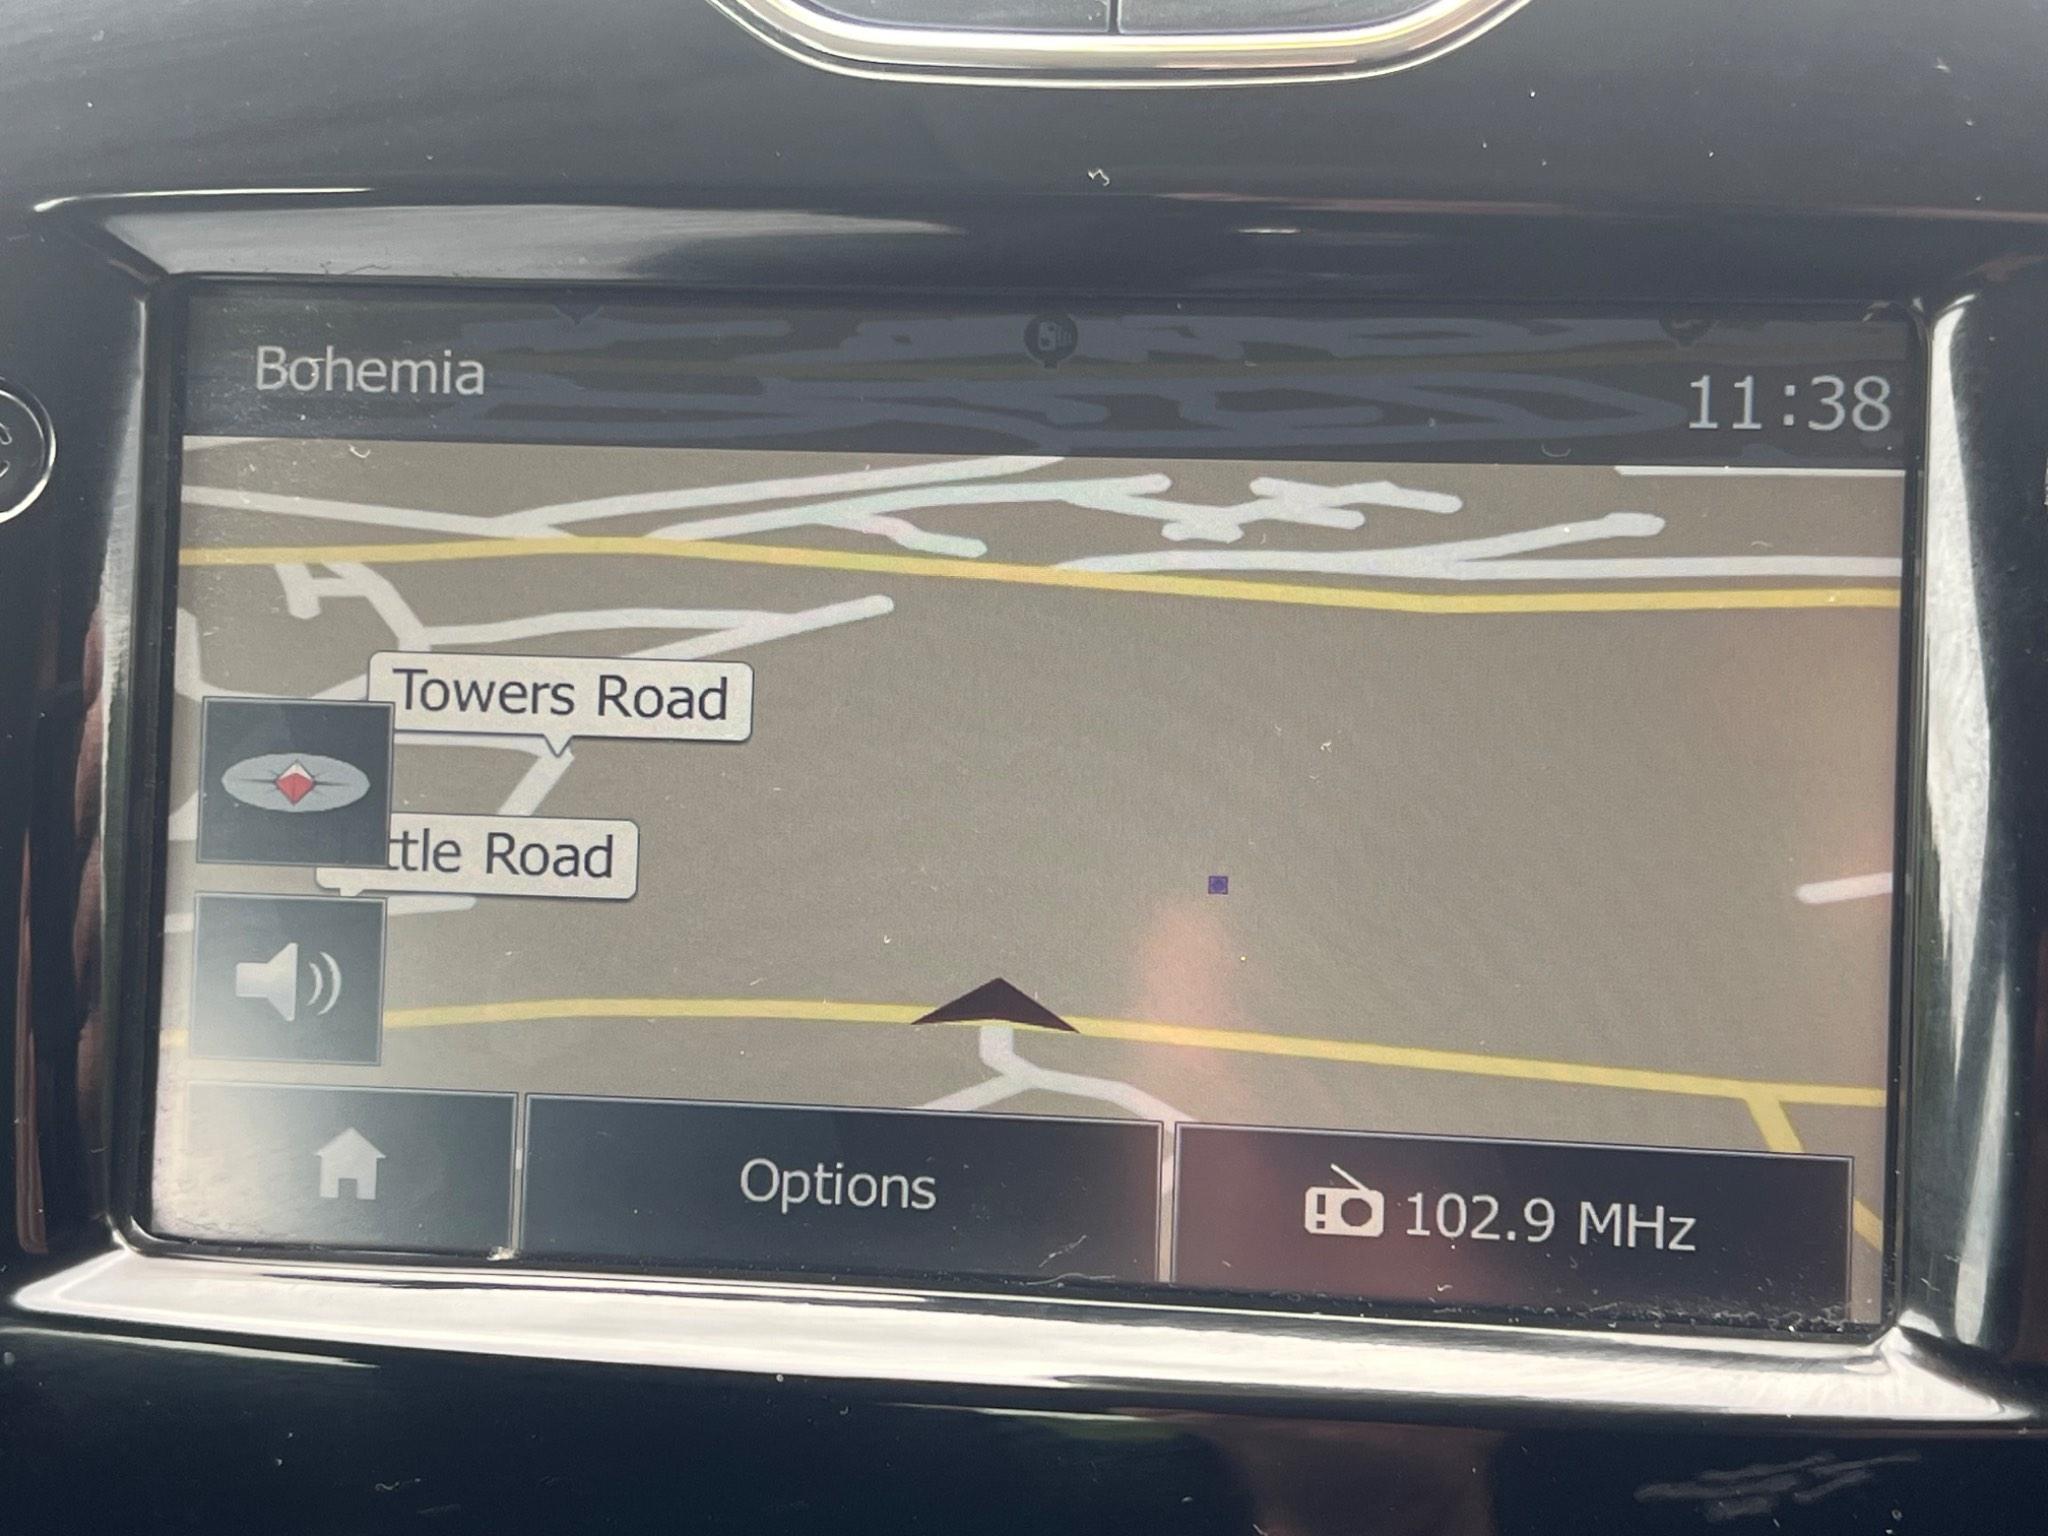 Bohemia
11:38
Towers Road
ttle Road
Options
102.9 MHz